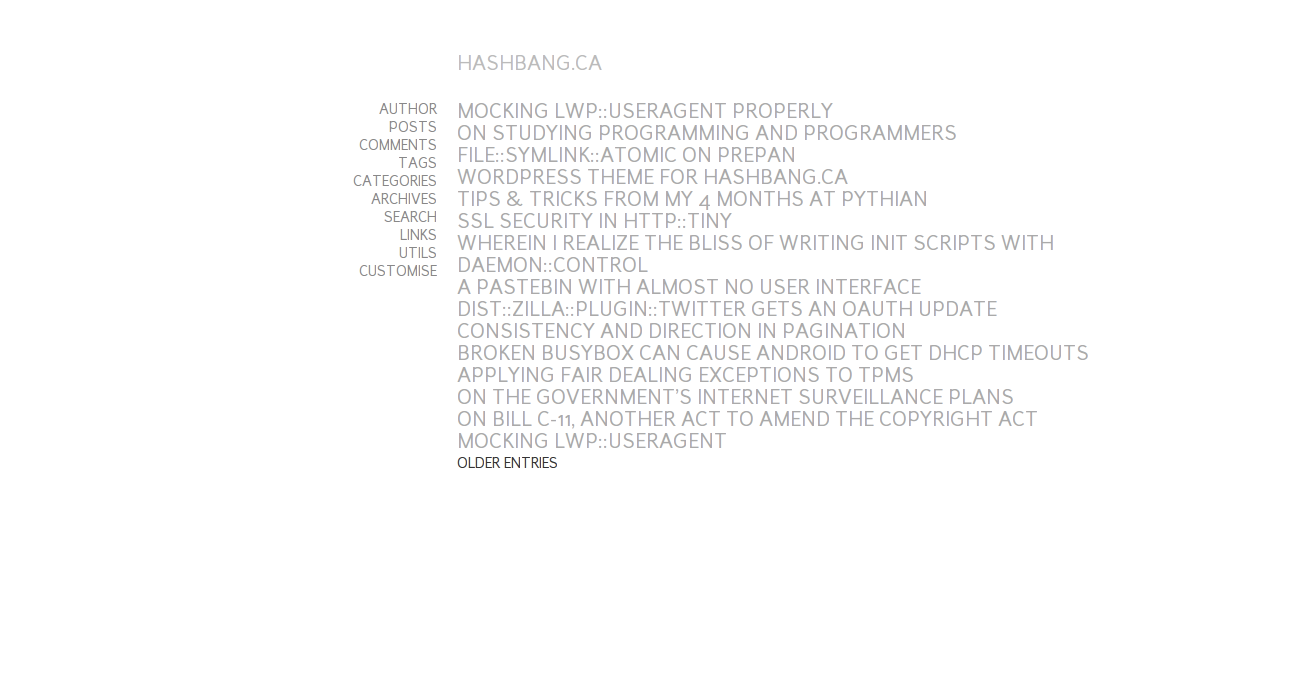 HASHBANG.CA
AUTHOR
POSTS
COMMENTS
TAGS
CATEGORIES
ARCHIVES
SEARCH
LINKS
UTILS
CUSTOMISE
MOCKING LWP::USERAGENT PROPERLY
ON STUDYING PROGRAMMING AND PROGRAMMERS
FILE::SYMLINK::ATOMIC ON PREPAN
WORDPRESS THEME FOR HASHBANG.CA
TIPS & TRICKS FROM MY 4 MONTHS AT PYTHIAN
SSL SECURITY IN HTTP::TINY
WHEREIN I REALIZE THE BLISS OF WRITING INIT SCRIPTS WITH
DAEMON::CONTROL
A PASTEBIN WITH ALMOST NO USER INTERFACE
DIST::ZILLA::PLUGIN::TWITTER GETS AN OAUTH UPDATE
CONSISTENCY AND DIRECTION IN PAGINATION
BROKEN BUSYBOX CAN CAUSE ANDROID TO GET DHCP TIMEOUTS
APPLYING FAIR DEALING EXCEPTIONS TO TPMS
ON THE GOVERNMENT’S INTERNET SURVEILLANCE PLANS
ON BILL C-11, ANOTHER ACT TO AMEND THE COPYRIGHT ACT
MOCKING LWP::USERAGENT
OLDER ENTRIES